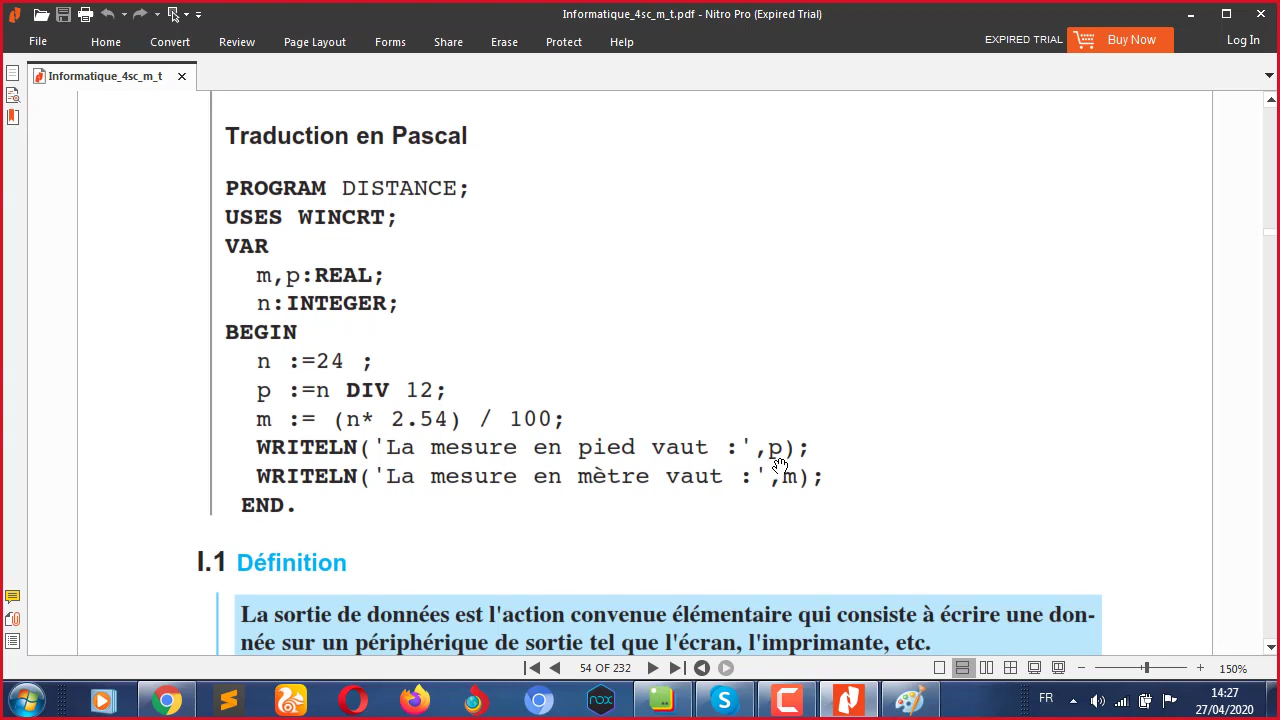 Informatique_4sc_m_t.pdf - Nitro Pro (Expired Trial)
File Home Convert Review Page Layout Forms Share Erase Protect Help EXPIRED TRIAL Buy Now Log In
Informatique_4sc_m_t
Traduction en Pascal
PROGRAM DISTANCE;
USES WINCRT;
VAR
m,p:REAL;
n:INTEGER;
BEGIN
n :=24 ;
p :=n DIV 12;
m := (n* 2.54) / 100;
WRITELN('La mesure en pied vaut :',p);
WRITELN('La mesure en mètre vaut :',m);
END.
I.1 Définition
La sortie de données est l'action convenue élémentaire qui consiste à écrire une don-
née sur un périphérique de sortie tel que l'écran, l'imprimante, etc.
54 OF 232 150%
nox FR 14:27
27/04/2020